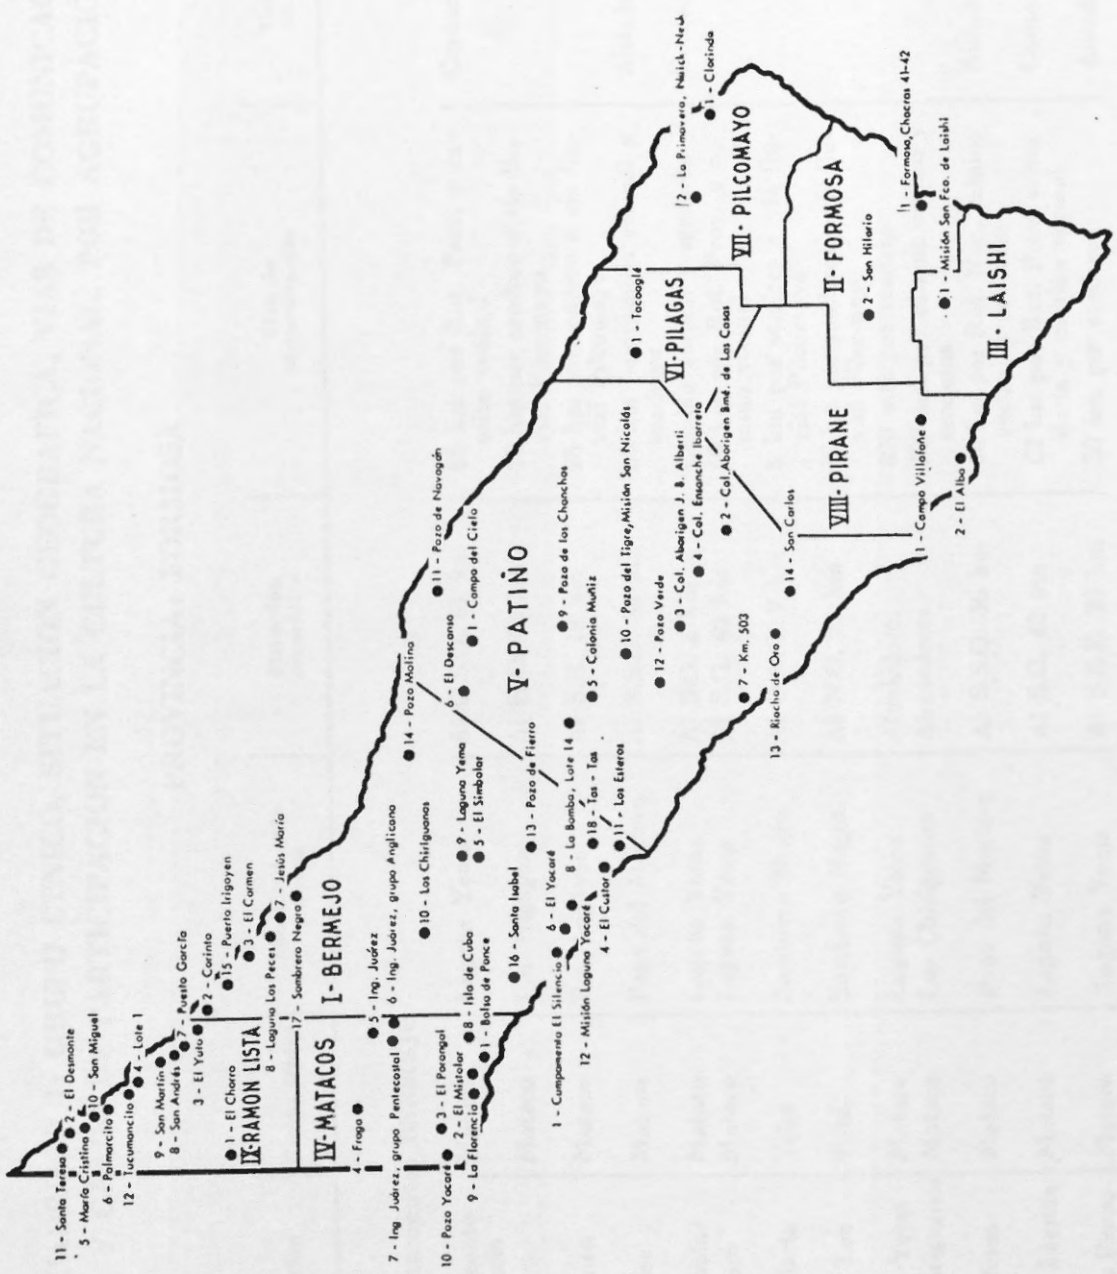 11 - Santa Teresa
2 - El Desmonte
5 - María Cristina
10 - San Miguel
6 - Palmarcito
12 - Tucumancito
4 - Lote 1
9 - San Martín
8 - San Andrés
7 - Puesto García
3 - El Yuto
2 - Corinto
15 - Puerto Irigoyen
1 - El Chorro
3 - El Carmen
IX-RAMON LISTA
8 - Laguna Los Peces
7 - Jesús María
17 - Sombrero Negro
IV-MATACOS
I-BERMEJO
4 - Fraga
5 - Ing. Juárez
6 - Ing. Juárez, grupo Anglicano
7 - Ing Juárez, grupo Pentecostal
14 - Pozo Molina
10 - Los Chiriguanos
11 - Pozo de Navagán
10 - Pozo Yacaré
3 - El Porongal
2 - El Mistolar
9 - La Florencia
8 - Isla de Cuba
1 - Bolsa de Ponce
6 - El Descanso
9 - Laguna Yema
5 - El Simbolar
1 - Campo del Cielo
16 - Santa Isabel
V- PATIÑO
13 - Pozo de Fierro
1 - Campamento El Silencio
6 - El Yacaré
8 - La Bomba, Lote 14
9 - Pozo de los Chanchos
12 - Misión Laguna Yacaré
18 - Tas - Tas
5 - Colonia Muñiz
4 - El Custor
11 - Los Esteros
10 - Pozo del Tigre, Misión San Nicolás
12 - Pozo Verde
1 - Tacaaglé
VI-PILAGAS
3 - Col. Aborigen J. B. Alberti
4 - Col. Ensanche Ibarreta
2 - Col. Aborigen Bmé. de Las Casas
12 - La Primavera, Naick-Neck
1 - Clorinda
VII- PILCOMAYO
7 - Km. 503
13 - Riacho de Oro
14 - San Carlos
VIII-PIRANE
II- FORMOSA
2 - San Hilario
1 - Formosa, Chacras 41-42
1 - Misión San Fco. de Laishi
III- LAISHI
1 - Campo Villafañe
2 - El Alba
PROVINCIA: FORMOSA